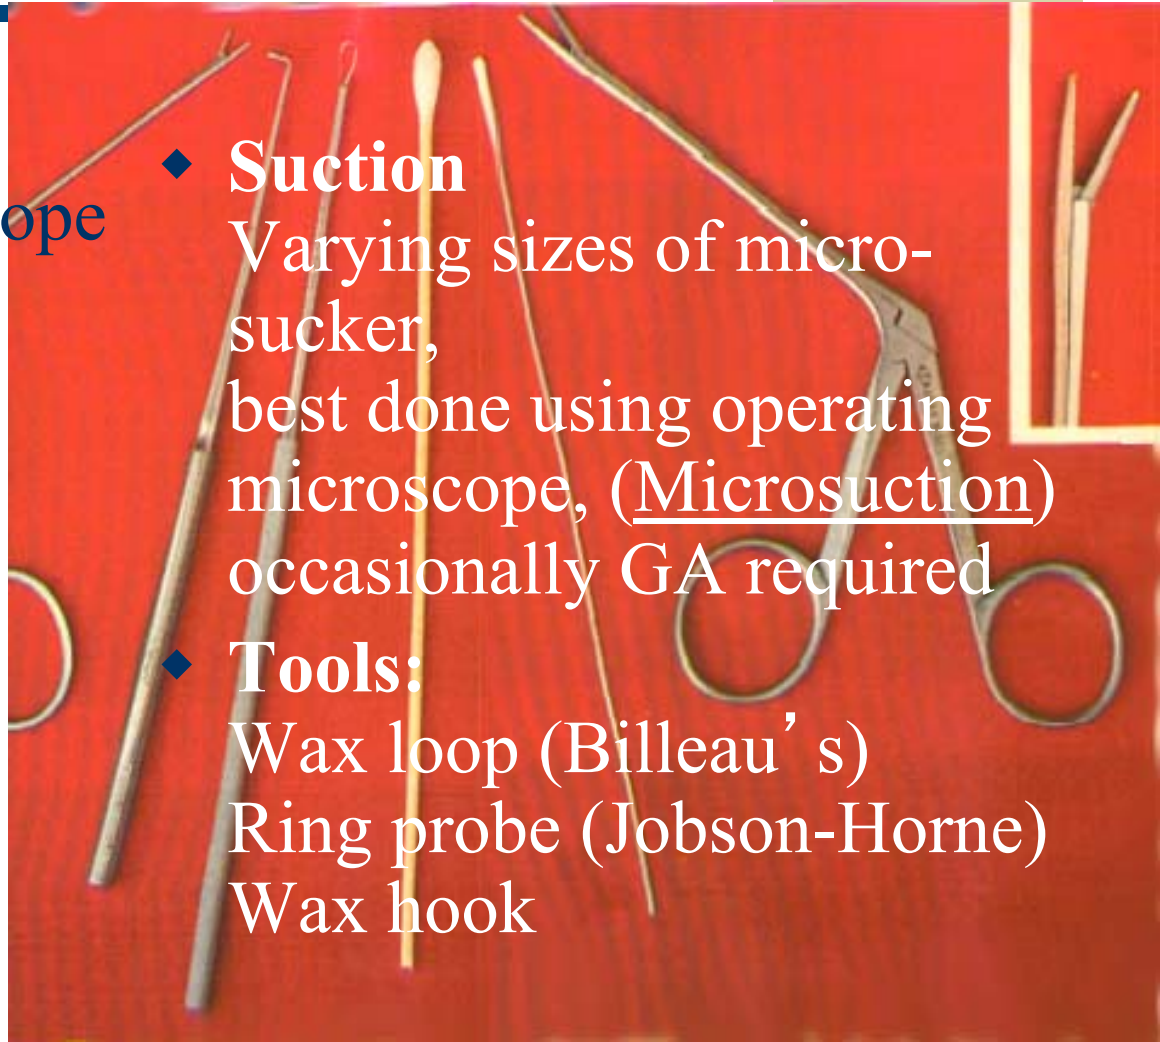 ope
◆ Suction
Varying sizes of micro-
sucker,
best done using operating
microscope, (Microsuction)
occasionally GA required
◆ Tools:
Wax loop (Billeau’s)
Ring probe (Jobson-Horne)
Wax hook